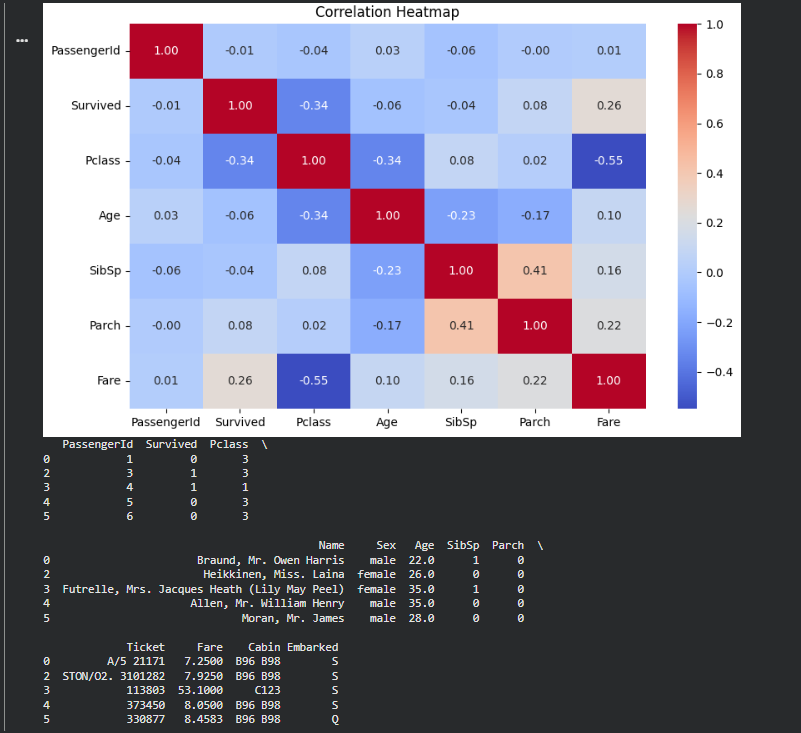 Correlation Heatmap
PassengerId 1.00 -0.01 -0.04 0.03 -0.06 -0.00 0.01
Survived -0.01 1.00 -0.34 -0.06 -0.04 0.08 0.26
Pclass -0.04 -0.34 1.00 -0.34 0.08 0.02 -0.55
Age 0.03 -0.06 -0.34 1.00 -0.23 -0.17 0.10
SibSp -0.06 -0.04 0.08 -0.23 1.00 0.41 0.16
Parch -0.00 0.08 0.02 -0.17 0.41 1.00 0.22
Fare 0.01 0.26 -0.55 0.10 0.16 0.22 1.00
PassengerId Survived Pclass Age SibSp Parch Fare
1.0
0.8
0.6
0.4
0.2
0.0
−0.2
−0.4
PassengerId Survived Pclass \
0 1 0 3
2 3 1 3
3 4 1 1
4 5 0 3
5 6 0 3
Name Sex Age SibSp Parch \
0 Braund, Mr. Owen Harris male 22.0 1 0
2 Heikkinen, Miss. Laina female 26.0 0 0
3 Futrelle, Mrs. Jacques Heath (Lily May Peel) female 35.0 1 0
4 Allen, Mr. William Henry male 35.0 0 0
5 Moran, Mr. James male 28.0 0 0
Ticket Fare Cabin Embarked
0 A/5 21171 7.2500 B96 B98 S
2 STON/O2. 3101282 7.9250 B96 B98 S
3 113803 53.1000 C123 S
4 373450 8.0500 B96 B98 S
5 330877 8.4583 B96 B98 Q